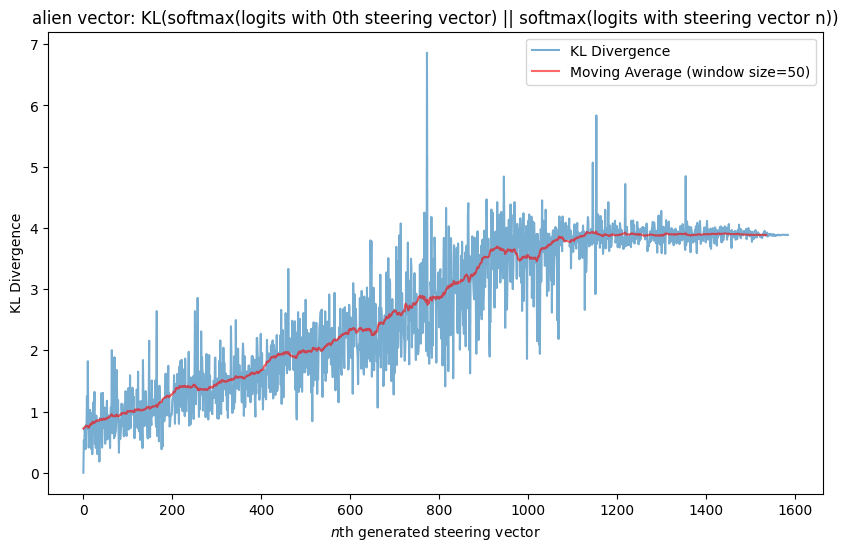 alien vector: KL(softmax(logits with 0th steering vector) || softmax(logits with steering vector n))
KL Divergence
Moving Average (window size=50)
7
6
5
4
3
2
1
0
KL Divergence
0 200 400 600 800 1000 1200 1400 1600
nth generated steering vector